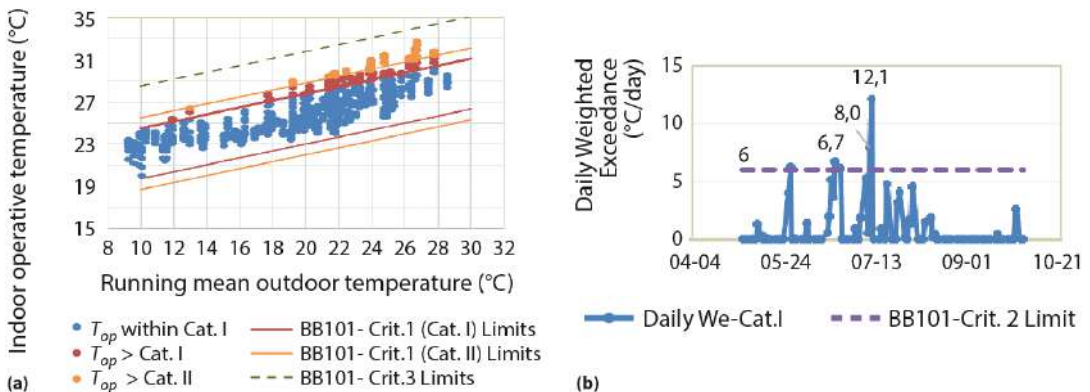 Indoor operative temperature (°C)
35
31
27
23
19
15
8 10 12 14 16 18 20 22 24 26 28 30 32
Running mean outdoor temperature (°C)
Top within Cat. I
Top > Cat. I
Top > Cat. II
BB101- Crit.1 (Cat. I) Limits
BB101- Crit.1 (Cat. II) Limits
BB101- Crit.3 Limits
(a)
Daily Weighted
Exceedance
(°C/day)
15
10
5
0
6
6,7
8,0
12,1
04-04 05-24 07-13 09-01 10-21
Daily We-Cat.I
BB101-Crit. 2 Limit
(b)